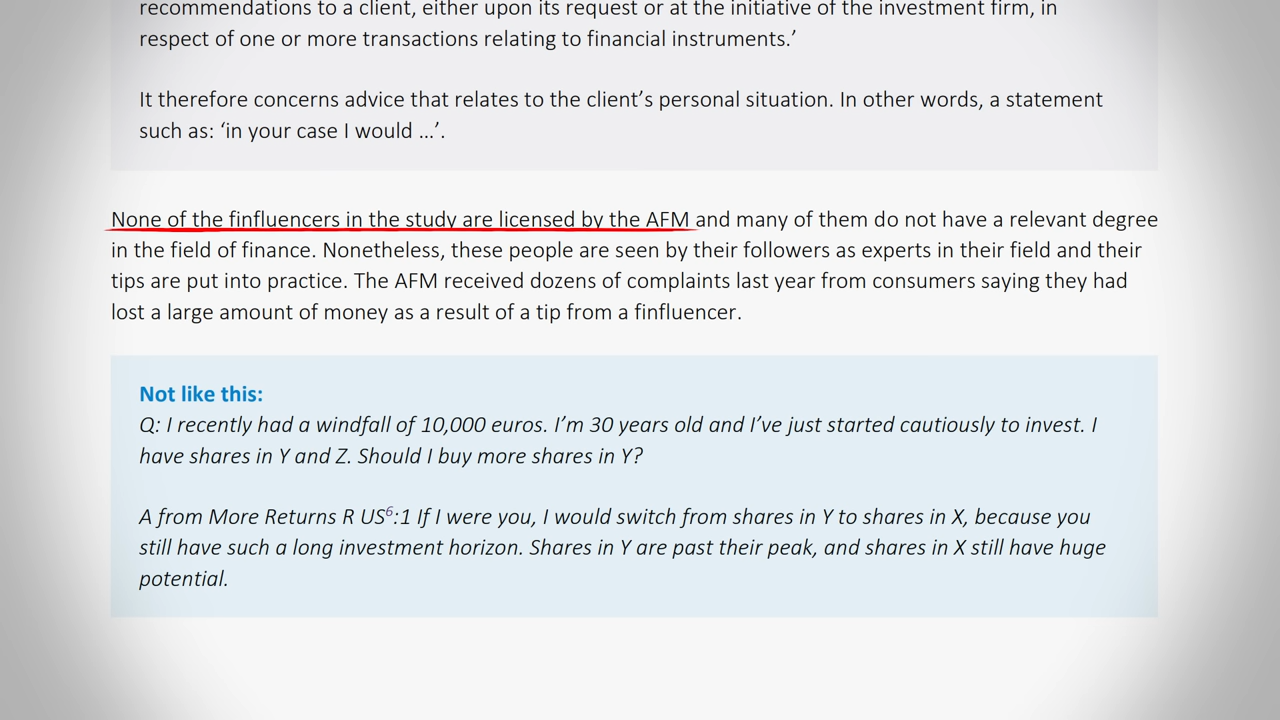 recommendations to a client, either upon its request or at the initiative of the investment firm, in
respect of one or more transactions relating to financial instruments.’
It therefore concerns advice that relates to the client’s personal situation. In other words, a statement
such as: ‘in your case I would …’.
None of the finfluencers in the study are licensed by the AFM and many of them do not have a relevant degree
in the field of finance. Nonetheless, these people are seen by their followers as experts in their field and their
tips are put into practice. The AFM received dozens of complaints last year from consumers saying they had
lost a large amount of money as a result of a tip from a finfluencer.
Not like this:
Q: I recently had a windfall of 10,000 euros. I’m 30 years old and I’ve just started cautiously to invest. I
have shares in Y and Z. Should I buy more shares in Y?
A from More Returns R US⁶:1 If I were you, I would switch from shares in Y to shares in X, because you
still have such a long investment horizon. Shares in Y are past their peak, and shares in X still have huge
potential.